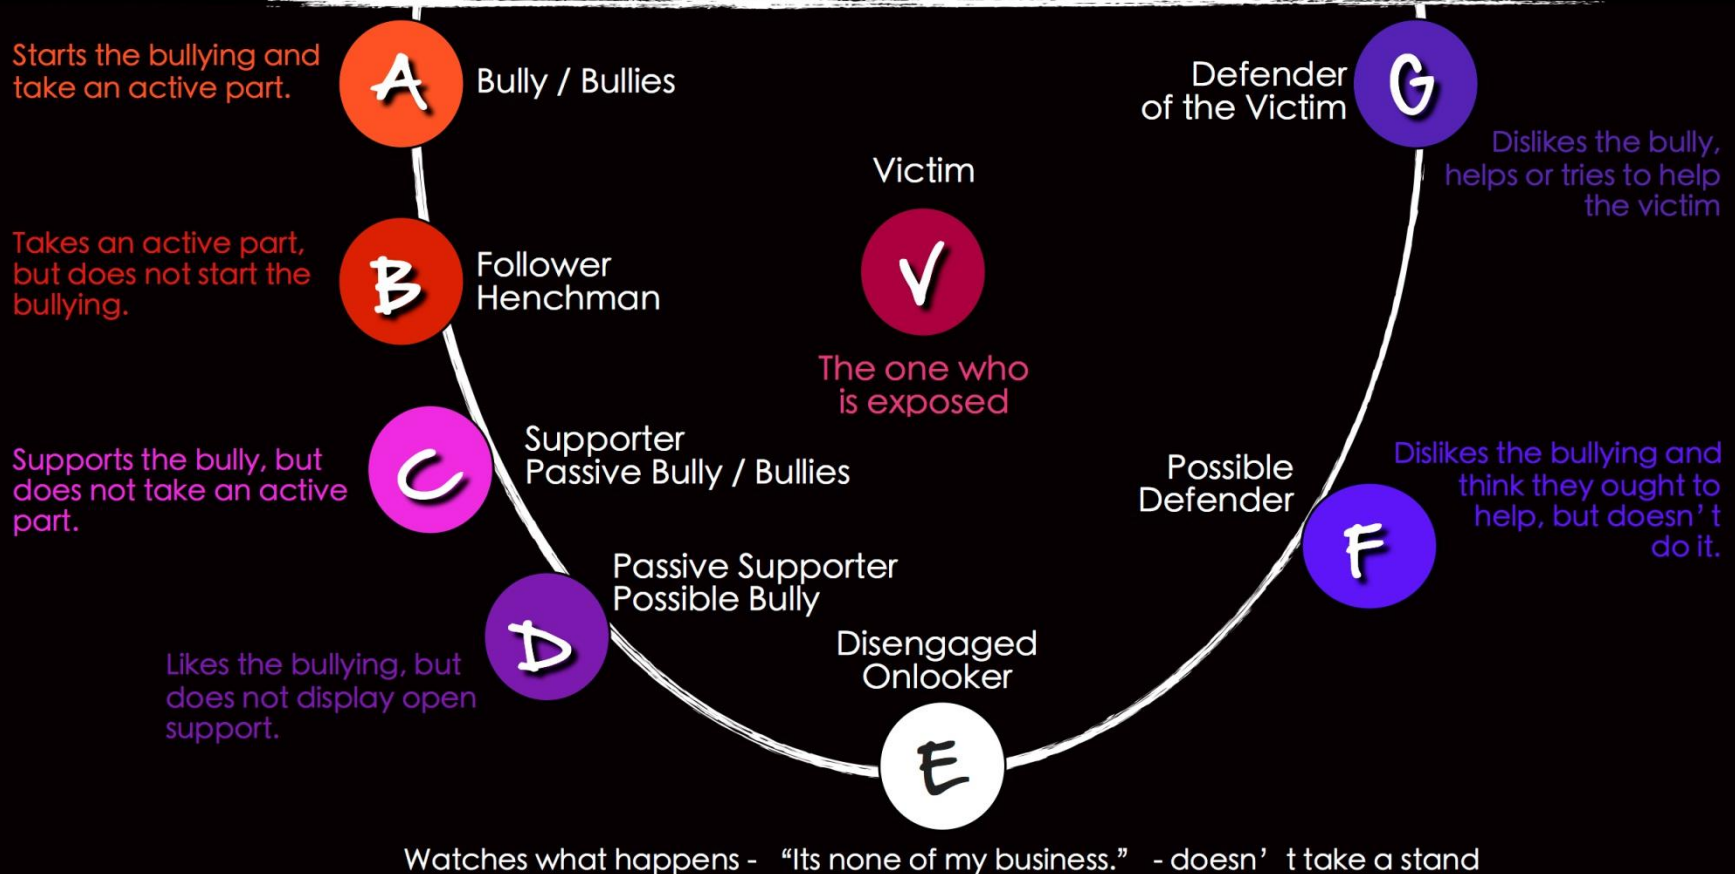 Starts the bullying and
take an active part.
A
Bully / Bullies
Takes an active part,
but does not start the
bullying.
B
Follower
Henchman
Supports the bully, but
does not take an active
part.
C
Supporter
Passive Bully / Bullies
Likes the bullying, but
does not display open
support.
D
Passive Supporter
Possible Bully
Victim
V
The one who
is exposed
Disengaged
Onlooker
E
Watches what happens - “Its none of my business.” - doesn’ t take a stand
Possible
Defender
F
Dislikes the bullying and
think they ought to
help, but doesn’ t
do it.
Defender
of the Victim
G
Dislikes the bully,
helps or tries to help
the victim